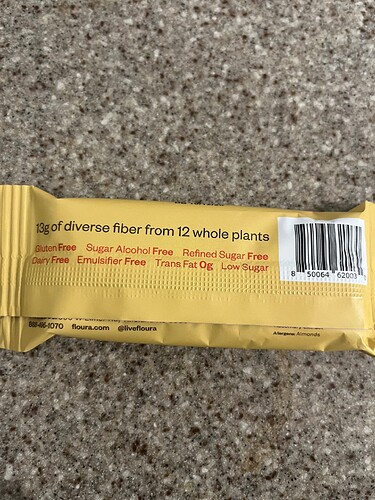 13g of diverse fiber from 12 whole plants
Gluten Free Sugar Alcohol Free Refined Sugar Free
Dairy Free Emulsifier Free Trans Fat 0g Low Sugar
8 50064 62003
floura.com @livefloura
Allergens: Almonds